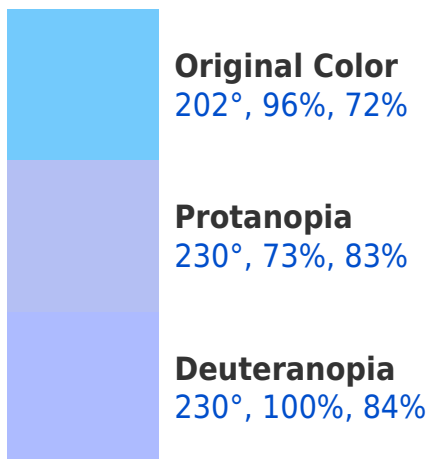 Original Color
202°, 96%, 72%
Protanopia
230°, 73%, 83%
Deuteranopia
230°, 100%, 84%